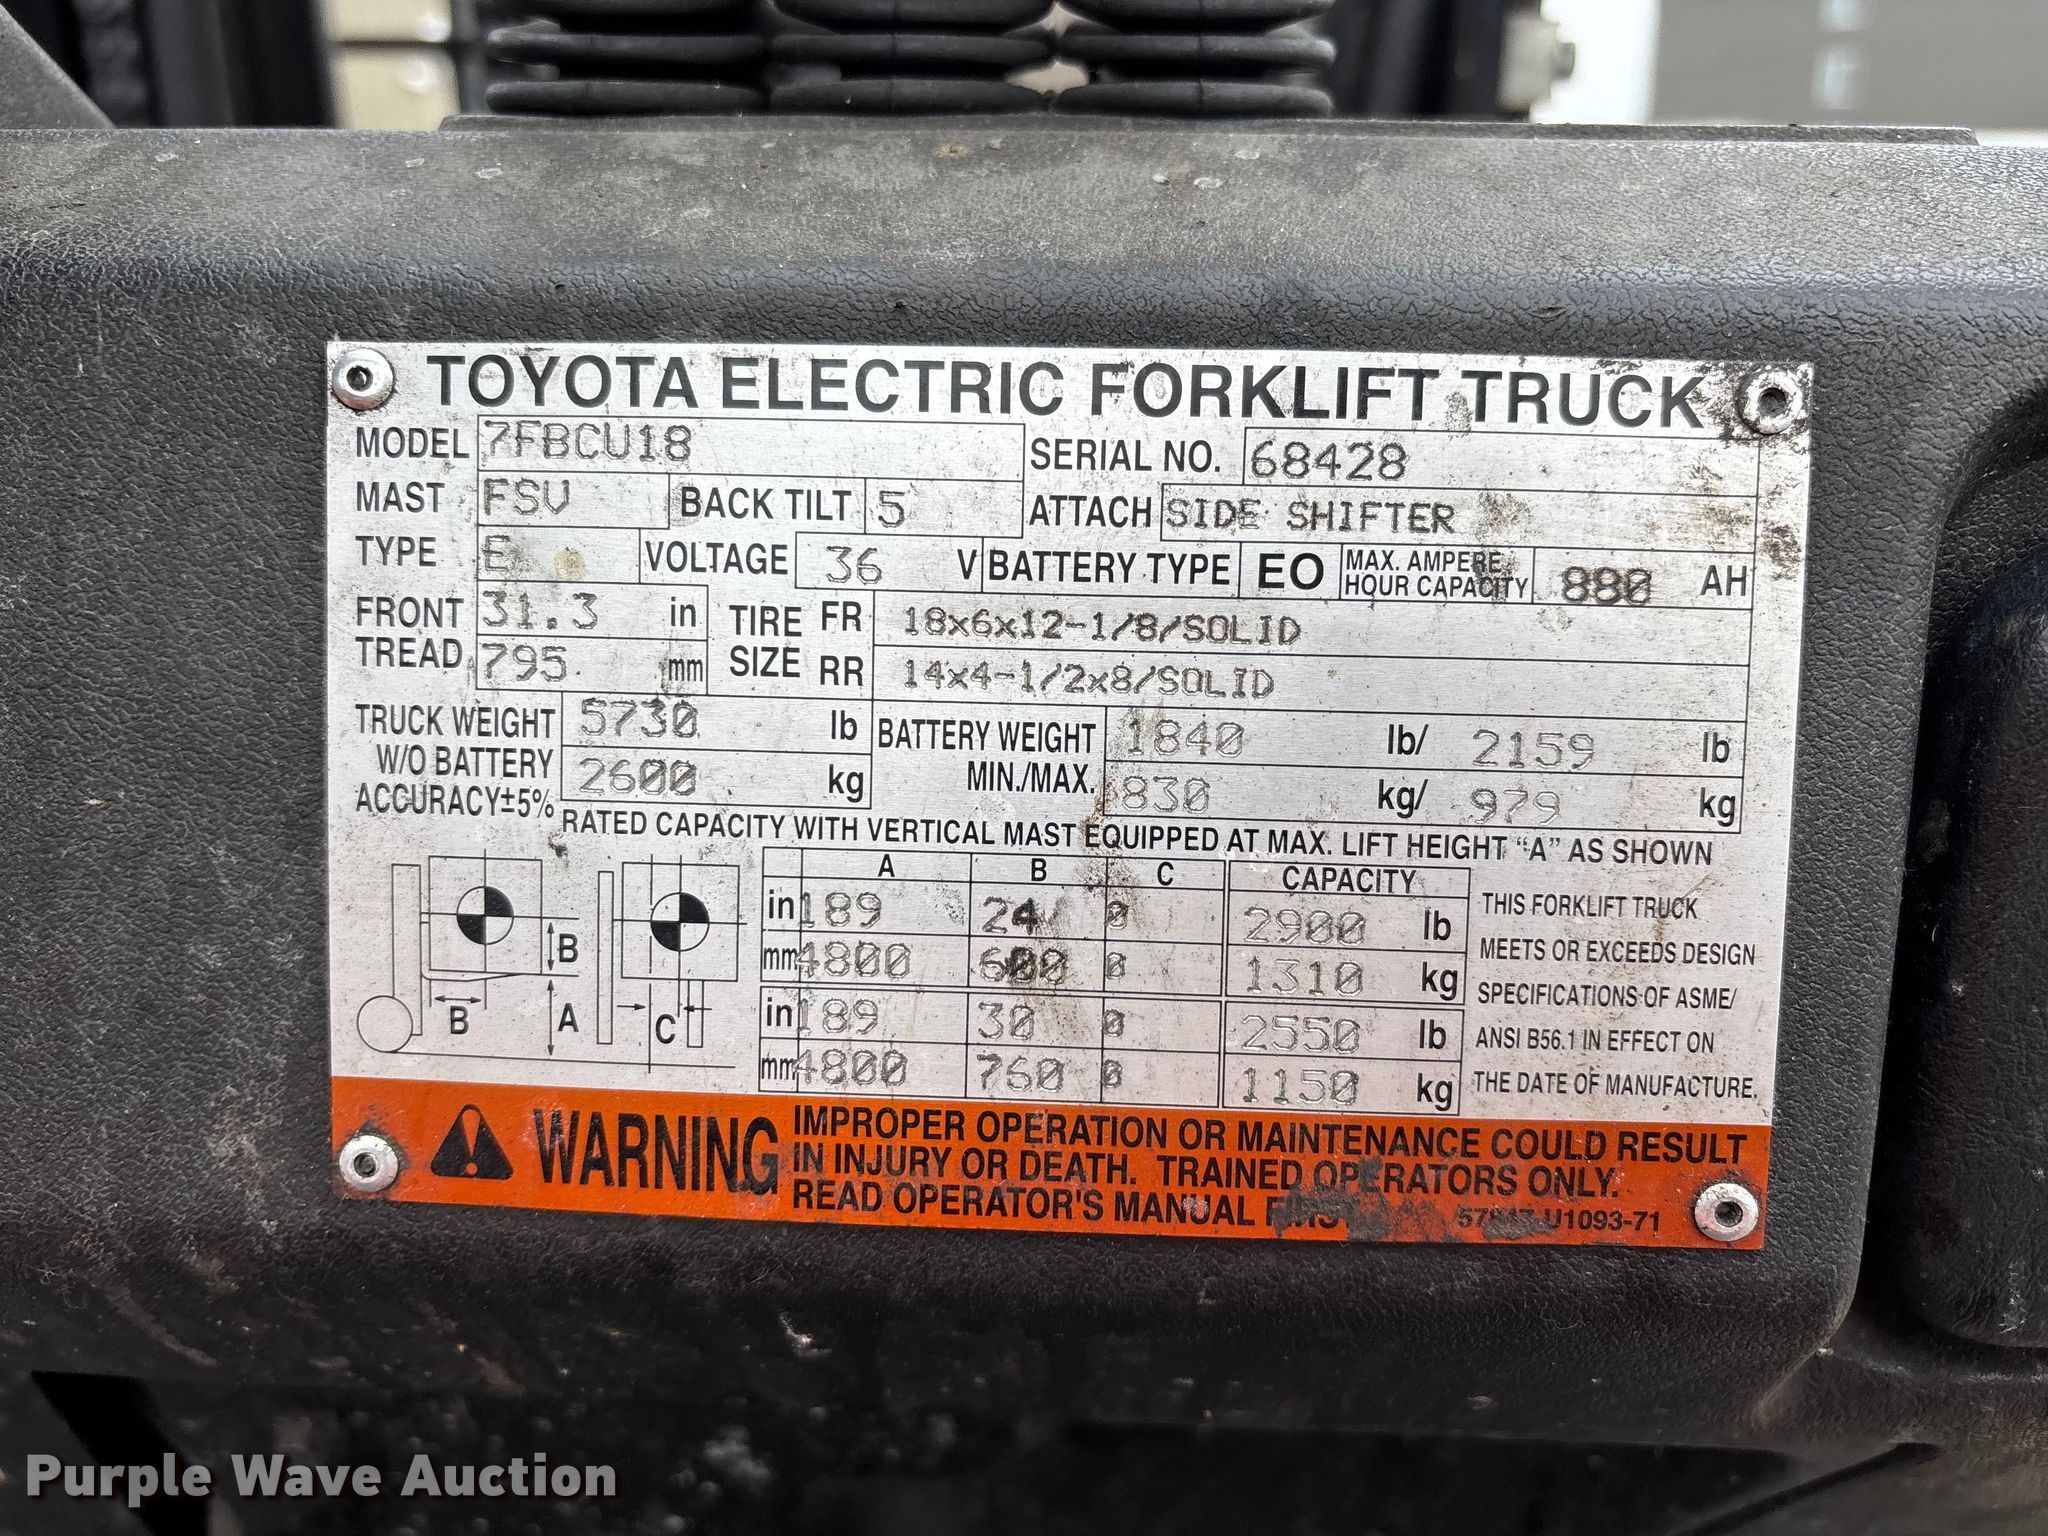 TOYOTA ELECTRIC FORKLIFT TRUCK
MODEL 7FBCU18 SERIAL NO. 68428
MAST FSV BACK TILT 5 ATTACH SIDE SHIFTER
TYPE E VOLTAGE 36 V BATTERY TYPE EO MAX. AMPERE HOUR CAPACITY 880 AH
FRONT TREAD 31.3 in TIRE SIZE FR 18x6x12-1/8/SOLID
795 mm RR 14x4-1/2x8/SOLID
TRUCK WEIGHT 5730 lb BATTERY WEIGHT 1840 lb/ 2159 lb
W/O BATTERY 2600 kg MIN./MAX. 830 kg/ 979 kg
ACCURACY±5%
RATED CAPACITY WITH VERTICAL MAST EQUIPPED AT MAX. LIFT HEIGHT "A" AS SHOWN
A B C CAPACITY
in 189 24 0 2900 lb
mm 4800 600 0 1310 kg
in 189 30 0 2550 lb
mm 4800 760 0 1150 kg
B
B A C
THIS FORKLIFT TRUCK
MEETS OR EXCEEDS DESIGN
SPECIFICATIONS OF ASME/
ANSI B56.1 IN EFFECT ON
THE DATE OF MANUFACTURE.
WARNING
IMPROPER OPERATION OR MAINTENANCE COULD RESULT
IN INJURY OR DEATH. TRAINED OPERATORS ONLY.
READ OPERATOR'S MANUAL
Purple Wave Auction